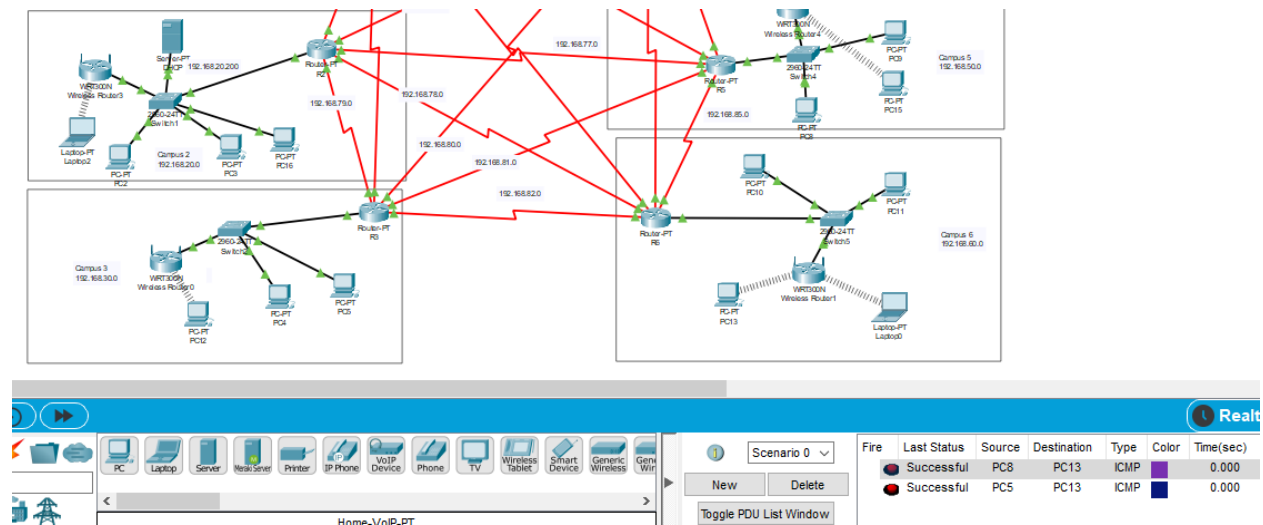 Server-PT
DHCP
192.168.20.200
WRT300N
Wireless Router3
2960-24TT
Switch1
Laptop-PT
Laptop2
PC-PT
PC2
Campus 2
192.168.20.0
PC-PT
PC3
PC-PT
PC16
Router-PT
R2
192.168.77.0
192.168.79.0
192.168.78.0
192.168.80.0
192.168.81.0
192.168.82.0
192.168.85.0
WRT300N
Wireless Router4
PC-PT
PC9
2960-24TT
Switch4
Router-PT
R5
PC-PT
PC15
PC-PT
PC8
Campus 5
192.168.50.0
Router-PT
R3
2960-24TT
Campus 3
192.168.30.0
WRT300N
Wireless Router0
PC-PT
PC12
PC-PT
PC4
PC-PT
PC5
Router-PT
R6
PC-PT
PC10
PC-PT
PC11
2960-24TT
Switch5
Campus 6
192.168.60.0
WRT300N
Wireless Router1
PC-PT
PC13
Laptop-PT
Laptop0
Realt
PC
Laptop
Server
Meraki Server
Printer
IP Phone
VoIP Device
Phone
TV
Wireless Tablet
Smart Device
Generic Wireless
Home-VoIP-PT
Scenario 0
New Delete
Toggle PDU List Window
Fire Last Status Source Destination Type Color Time(sec)
Successful PC8 PC13 ICMP 0.000
Successful PC5 PC13 ICMP 0.000